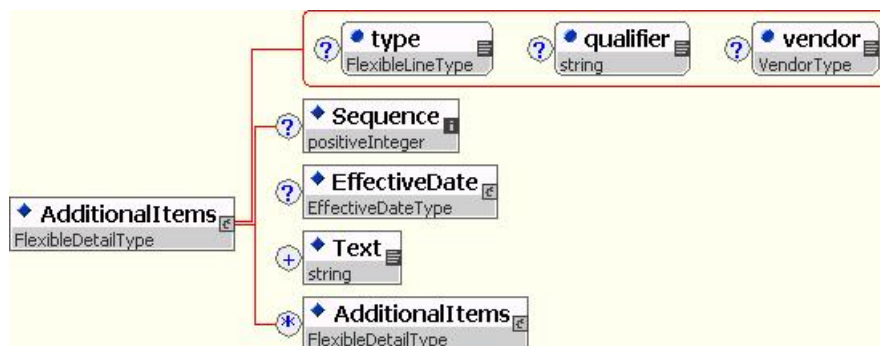 ? type ? qualifier ? vendor
FlexibleLineType string VendorType
? Sequence
positiveInteger
? EffectiveDate
EffectiveDateType
AdditionalItems
FlexibleDetailType
+ Text
string
* AdditionalItems
FlexibleDetailType